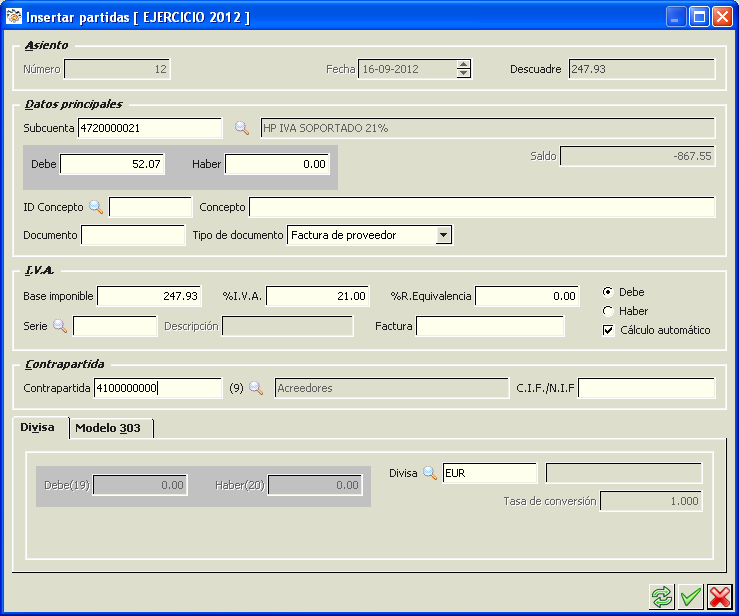 Insertar partidas [ EJERCICIO 2012 ]
Asiento
Número 12 Fecha 16-09-2012 Descuadre 247.93
Datos principales
Subcuenta 4720000021 HP IVA SOPORTADO 21%
Debe 52.07 Haber 0.00 Saldo -867.55
ID Concepto Concepto
Documento Tipo de documento Factura de proveedor
I.V.A.
Base imponible 247.93 %I.V.A. 21.00 %R.Equivalencia 0.00 Debe
Haber
Serie Descripción Factura Cálculo automático
Contrapartida
Contrapartida 4100000000 (9) Acreedores C.I.F./N.I.F
Divisa Modelo 303
Debe(19) 0.00 Haber(20) 0.00 Divisa EUR
Tasa de conversión 1.000